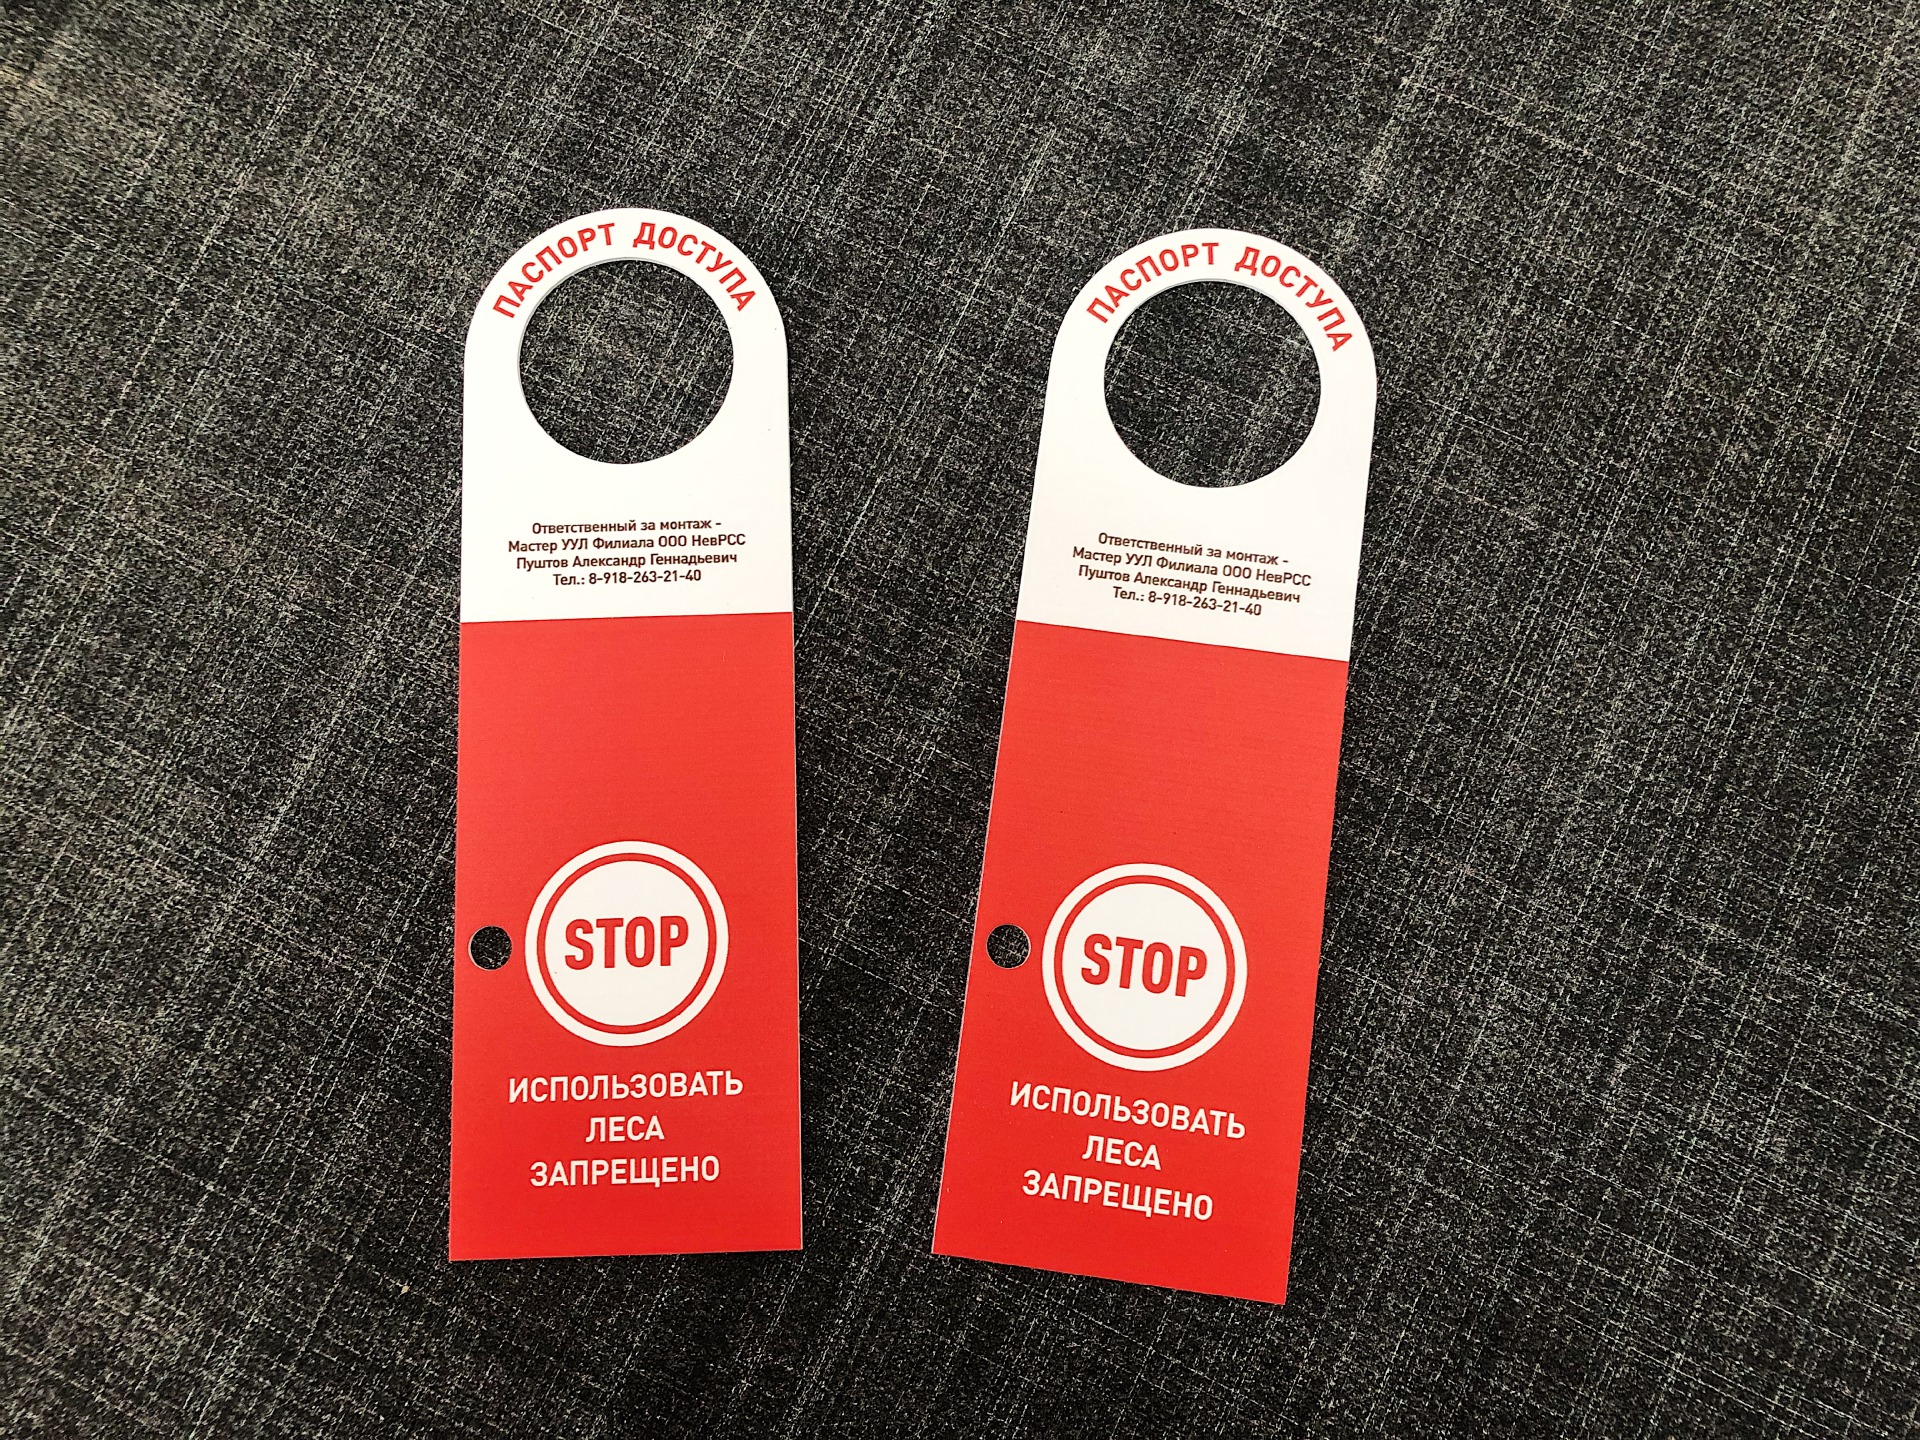 ПАСПОРТ ДОСТУПА
Ответственный за монтаж -
Мастер УУЛ Филиала ООО НевРСС
Пуштов Александр Геннадьевич
Тел.: 8-918-263-21-40
STOP
ИСПОЛЬЗОВАТЬ
ЛЕСА
ЗАПРЕЩЕНО
ПАСПОРТ ДОСТУПА
Ответственный за монтаж -
Мастер УУЛ Филиала ООО НевРСС
Пуштов Александр Геннадьевич
Тел.: 8-918-263-21-40
STOP
ИСПОЛЬЗОВАТЬ
ЛЕСА
ЗАПРЕЩЕНО